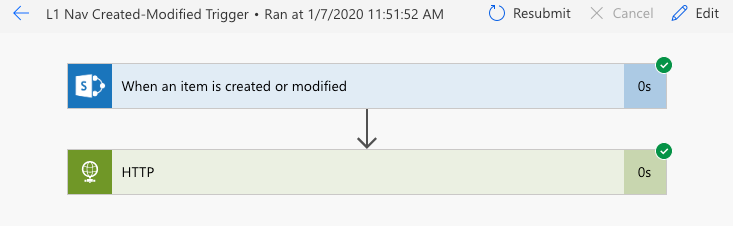 L1 Nav Created-Modified Trigger • Ran at 1/7/2020 11:51:52 AM Resubmit Cancel Edit
S When an item is created or modified 0s
HTTP 0s